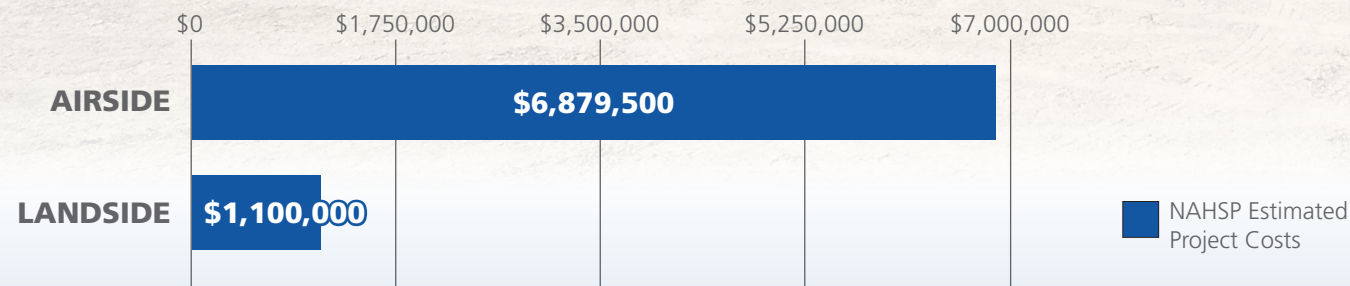 $0 $1,750,000 $3,500,000 $5,250,000 $7,000,000
AIRSIDE $6,879,500
LANDSIDE $1,100,000
NAHSP Estimated
Project Costs